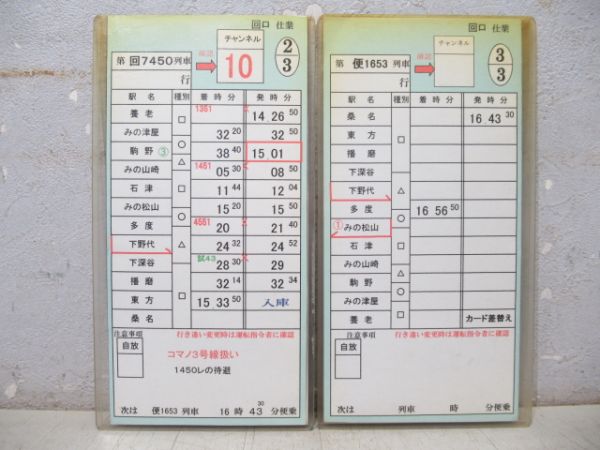 回口 仕業
チャンネル
確認
10
2/3
第 回7450 列車
行
駅名 種別 着時分 発時分
養老 □ 1351 14 26 50
みの津屋 32 20 32 50
駒野 ③ ○ 38 40 15 01
みの山崎 △ 1451 05 30 08 50
石津 □ 11 44 12 04
みの松山 15 20 15 50
多度 ○ 4551 20 21 40
下野代 △ 24 32 24 52
下深谷 試43 28 30 29
播磨 32 14 32 34
東方 □ 15 33 50 入庫
桑名
注意事項 行き違い変更時は運転指令者に確認
自放
コマノ3号線扱い
1450レの待避
次は 便1653 列車 16 時 43 30 分便乗
回口 仕業
チャンネル
確認
3/3
第 便1653 列車
行
駅名 種別 着時分 発時分
桑名 16 43 30
東方 □
播磨
下深谷
下野代 △
多度 ○ 16 56 50
① みの松山
石津 □
みの山崎 △
駒野 ○
みの津屋 □
養老 カード差替え
注意事項 行き違い変更時は運転指令者に確認
自放
次は 列車 時 分便乗